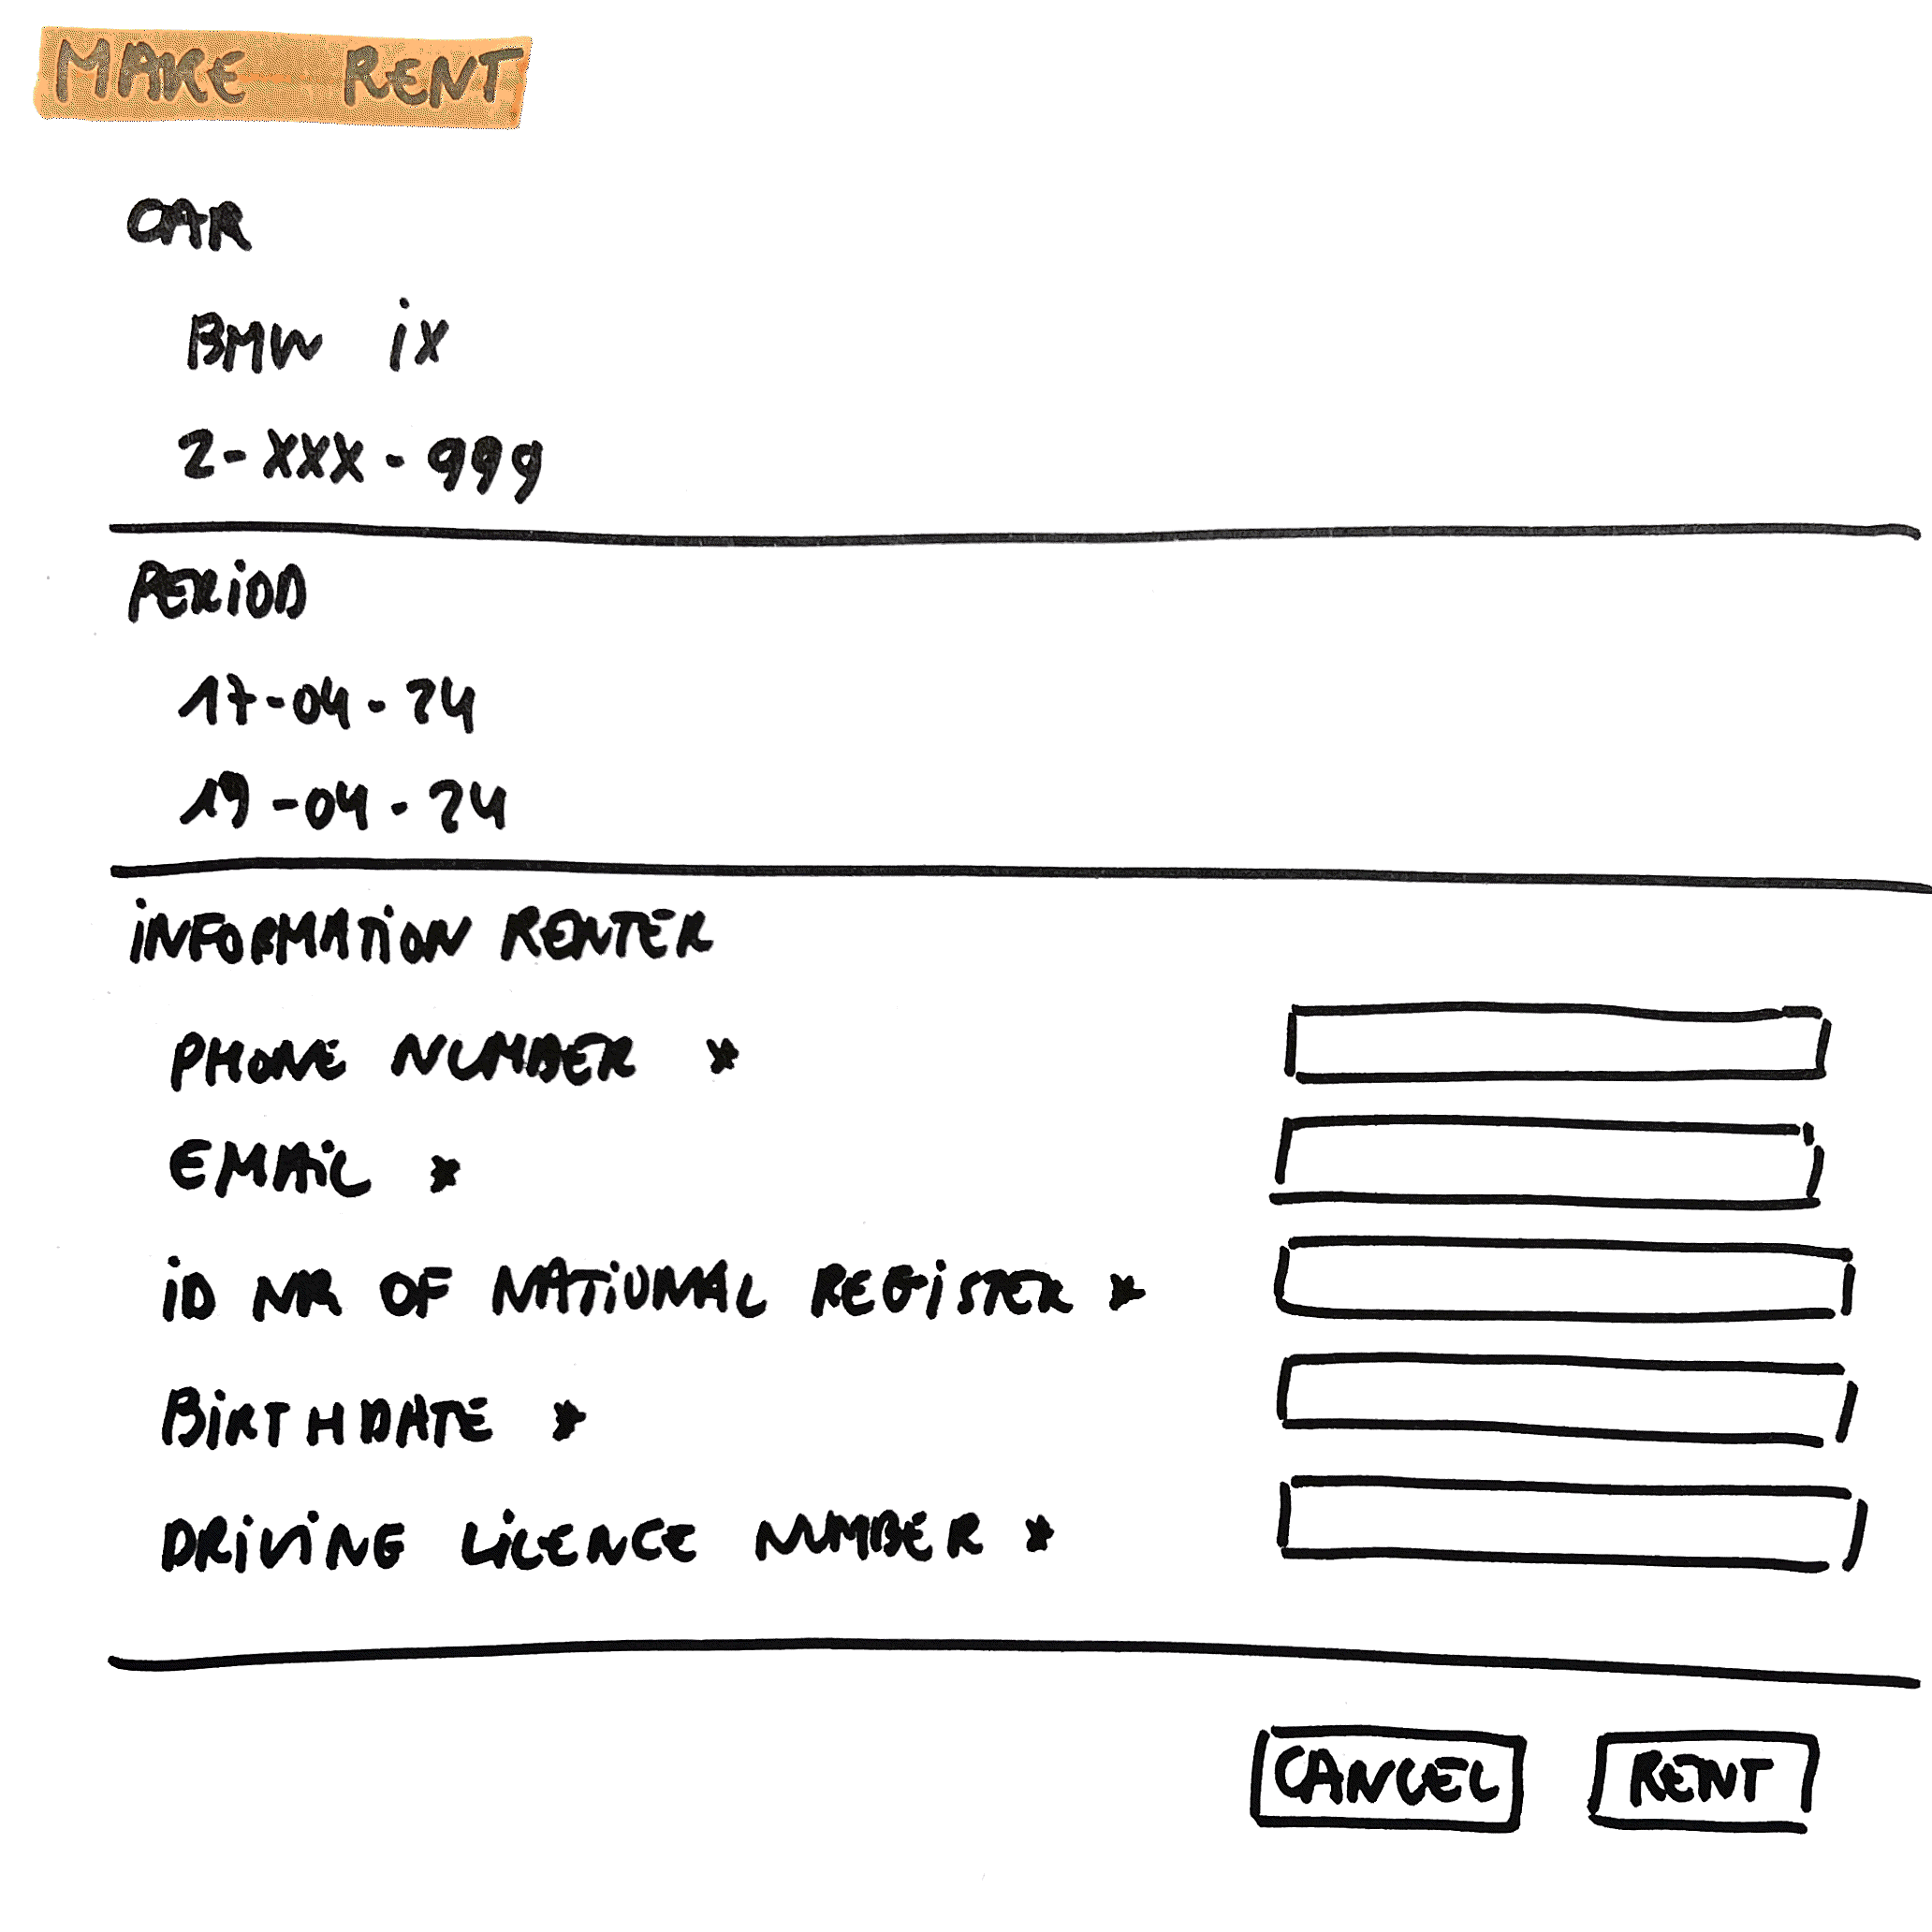 MAKE RENT
CAR
BMW iX
2-XXX-999
PERIOD
17-04-24
19-04-24
INFORMATION RENTER
PHONE NUMBER *
EMAIL *
ID NR OF NATIONAL REGISTER *
BIRTHDATE *
DRIVING LICENCE NUMBER *
CANCEL RENT